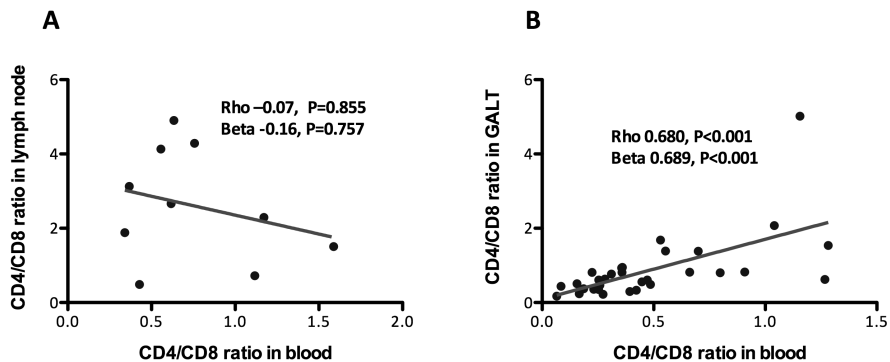 A
CD4/CD8 ratio in lymph node
6
4
2
0
Rho –0.07, P=0.855
Beta -0.16, P=0.757
0.0 0.5 1.0 1.5 2.0
CD4/CD8 ratio in blood
B
CD4/CD8 ratio in GALT
6
4
2
0
Rho 0.680, P<0.001
Beta 0.689, P<0.001
0.0 0.5 1.0 1.5
CD4/CD8 ratio in blood